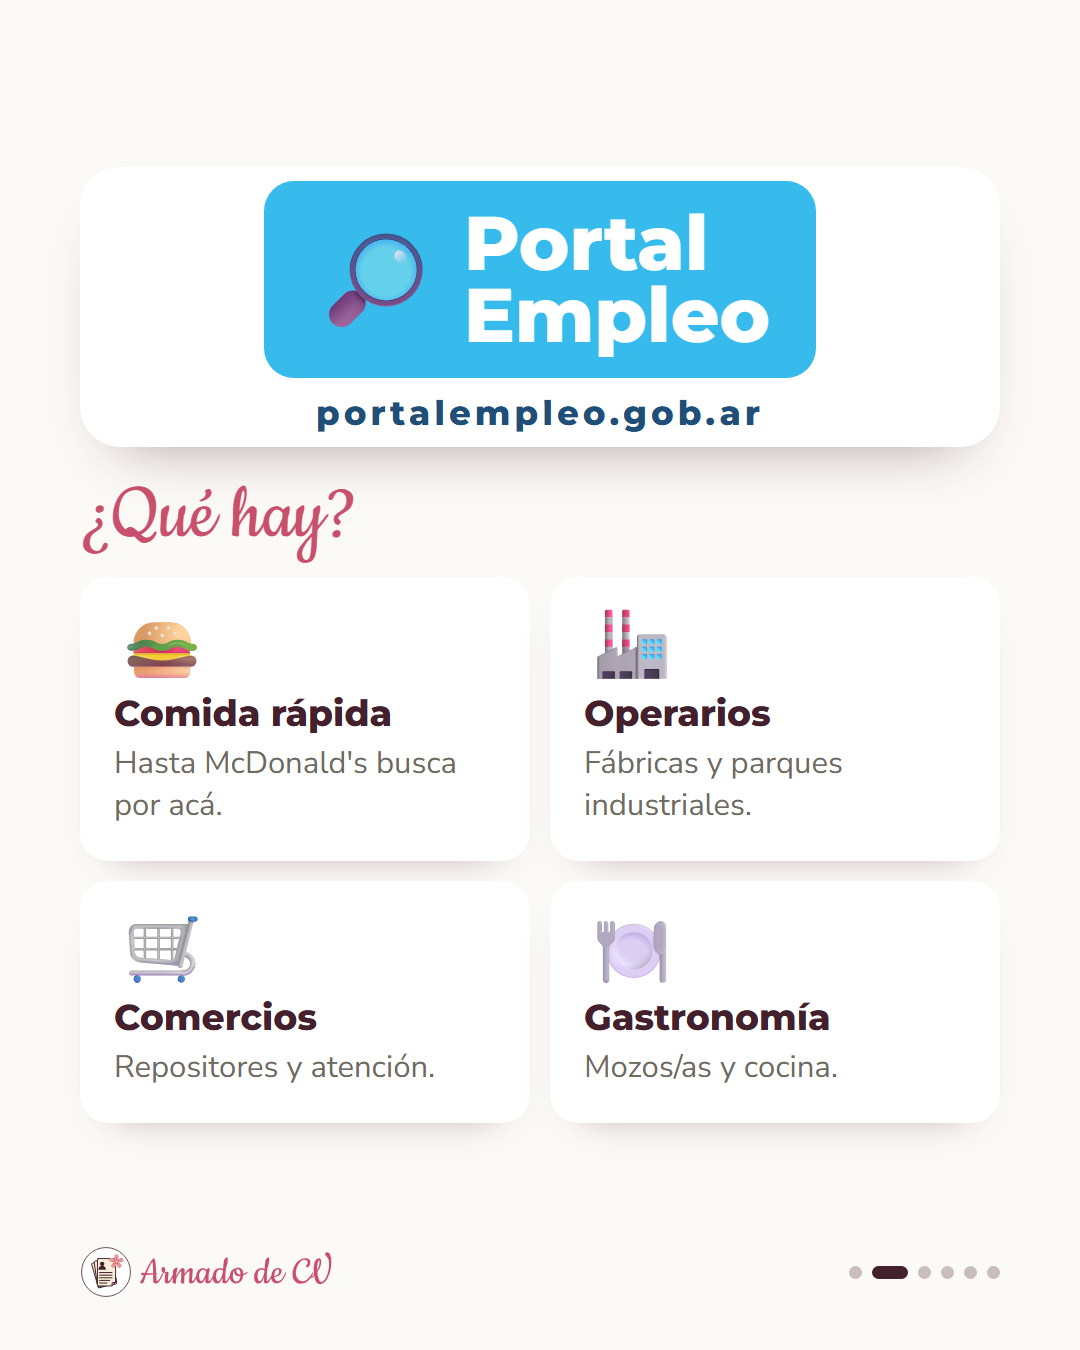 Portal
Empleo
portalempleo.gob.ar
¿Qué hay?
Comida rápida
Hasta McDonald's busca
por acá.
Operarios
Fábricas y parques
industriales.
Comercios
Repositores y atención.
Gastronomía
Mozos/as y cocina.
Armado de CV